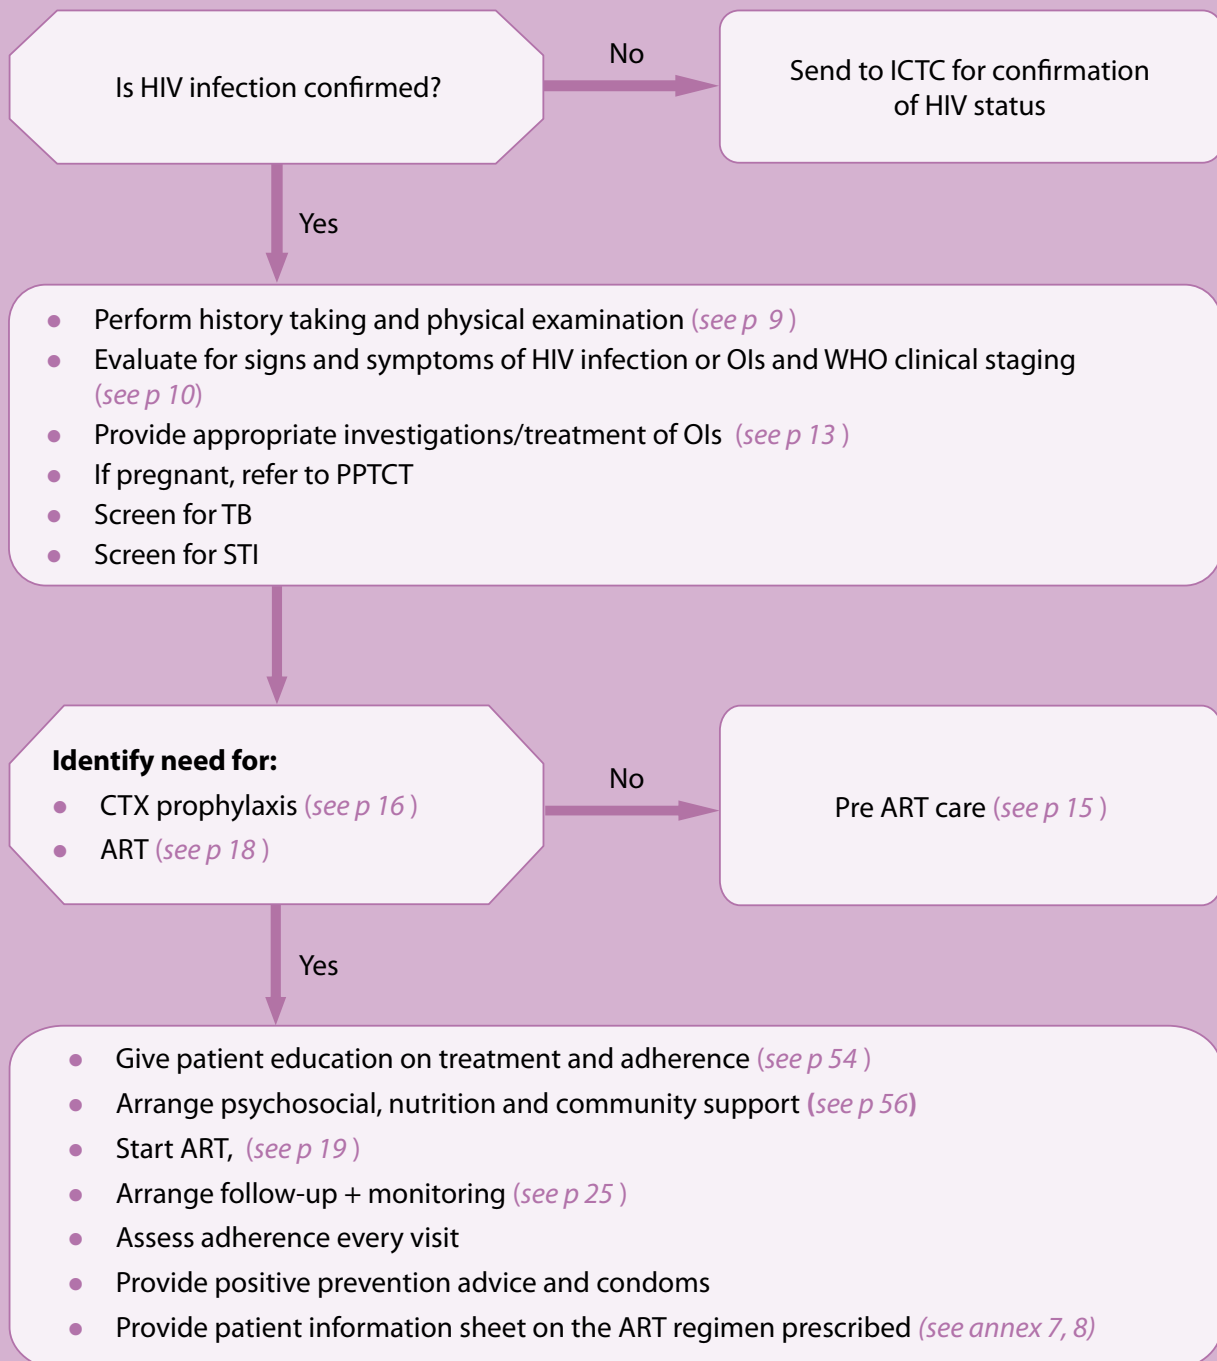 Is HIV infection confirmed?
No
Send to ICTC for confirmation
of HIV status
Yes
• Perform history taking and physical examination (see p 9 )
• Evaluate for signs and symptoms of HIV infection or OIs and WHO clinical staging
(see p 10)
• Provide appropriate investigations/treatment of OIs (see p 13 )
• If pregnant, refer to PPTCT
• Screen for TB
• Screen for STI
Identify need for:
• CTX prophylaxis (see p 16 )
• ART (see p 18 )
No
Pre ART care (see p 15 )
Yes
• Give patient education on treatment and adherence (see p 54 )
• Arrange psychosocial, nutrition and community support (see p 56)
• Start ART, (see p 19 )
• Arrange follow-up + monitoring (see p 25 )
• Assess adherence every visit
• Provide positive prevention advice and condoms
• Provide patient information sheet on the ART regimen prescribed (see annex 7, 8)